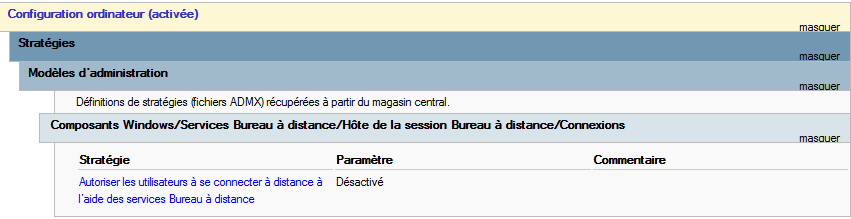 Configuration ordinateur (activée)
masquer
Stratégies
masquer
Modèles d'administration
masquer
Définitions de stratégies (fichiers ADMX) récupérées à partir du magasin central.
Composants Windows/Services Bureau à distance/Hôte de la session Bureau à distance/Connexions
masquer
Stratégie Paramètre Commentaire
Autoriser les utilisateurs à se connecter à distance à Désactivé
l'aide des services Bureau à distance